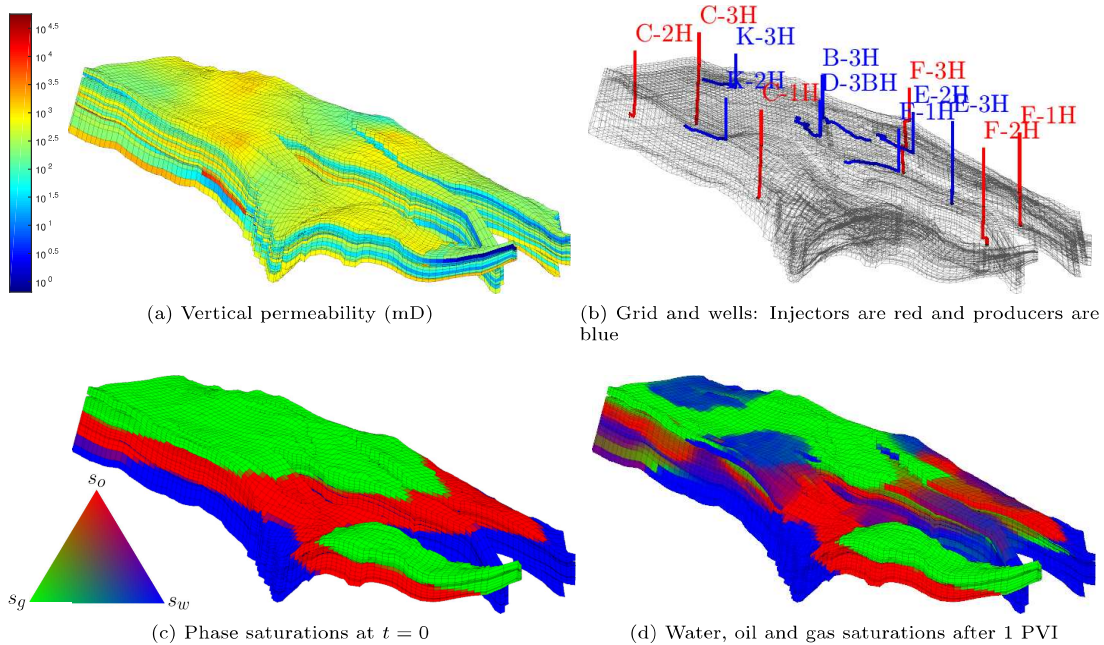 10^4.5
10^4
10^3.5
10^3
10^2.5
10^2
10^1.5
10^1
10^0.5
10^0
(a) Vertical permeability (mD)
C-2H
C-3H
K-3H
K-2H
C-1H
B-3H
D-3BH
F-3H
E-2H
E-3H
F-2H
F-1H
(b) Grid and wells: Injectors are red and producers are
blue
s_o
s_g
s_w
(c) Phase saturations at t = 0
(d) Water, oil and gas saturations after 1 PVI